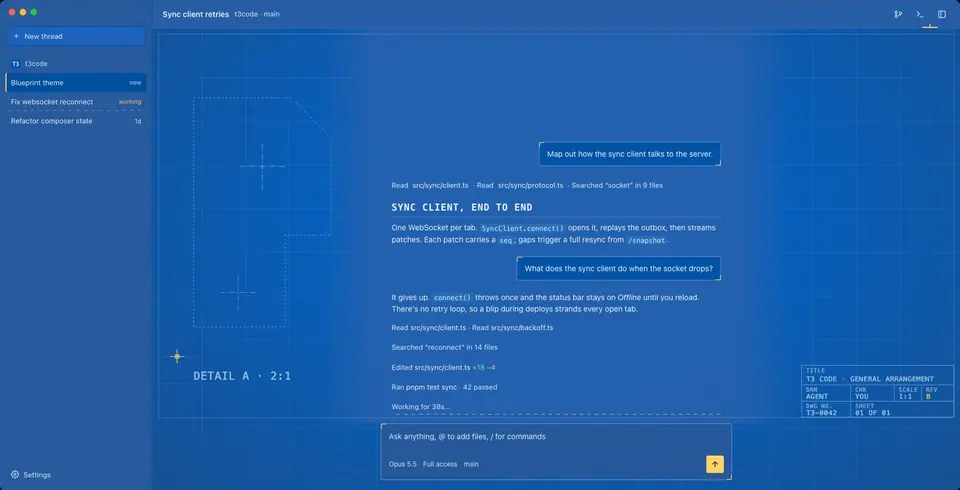 Sync client retries t3code · main
+ New thread
T3 t3code
Blueprint theme now
Fix websocket reconnect working
Refactor composer state 1d
Settings
Map out how the sync client talks to the server.
Read src/sync/client.ts · Read src/sync/protocol.ts · Searched "socket" in 9 files
SYNC CLIENT, END TO END
One WebSocket per tab. SyncClient.connect() opens it, replays the outbox, then streams
patches. Each patch carries a seq; gaps trigger a full resync from /snapshot.
What does the sync client do when the socket drops?
It gives up. connect() throws once and the status bar stays on Offline until you reload.
There's no retry loop, so a blip during deploys strands every open tab.
Read src/sync/client.ts · Read src/sync/backoff.ts
Searched "reconnect" in 14 files
Edited src/sync/client.ts +18 −4
Ran pnpm test sync · 42 passed
Working for 38s...
DETAIL A · 2:1
TITLE
T3 CODE · GENERAL ARRANGEMENT
DRN CHK SCALE REV
AGENT YOU 1:1 B
DWG NO. SHEET
T3-0042 01 OF 01
Ask anything, @ to add files, / for commands
Opus 5.5 Full access main